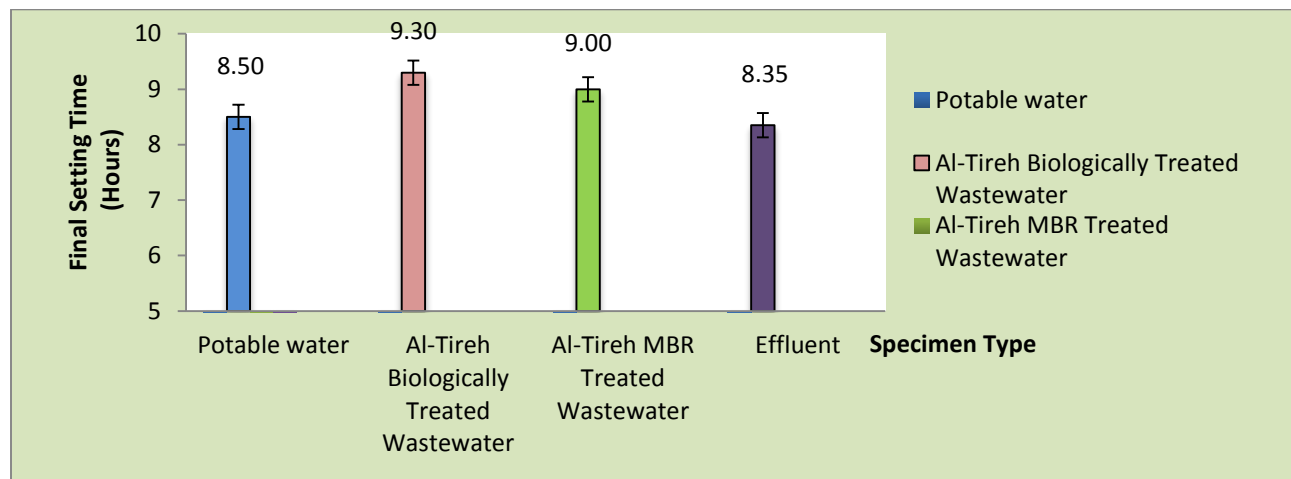 Final Setting Time
(Hours)
10
9
8
7
6
5
8.50
9.30
9.00
8.35
Potable water
Al-Tireh
Biologically
Treated
Wastewater
Al-Tireh MBR
Treated
Wastewater
Effluent
Specimen Type
Potable water
Al-Tireh Biologically Treated
Wastewater
Al-Tireh MBR Treated
Wastewater